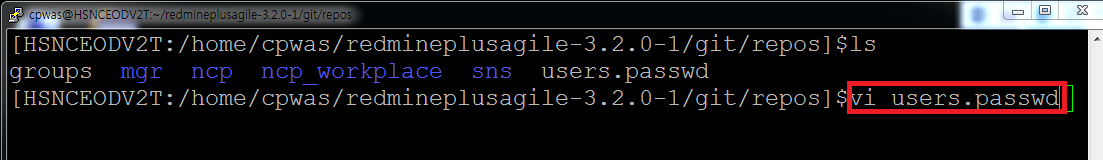 cpwas@HSNCEODV2T:~/redmineplusagile-3.2.0-1/git/repos
[HSNCEODV2T:/home/cpwas/redmineplusagile-3.2.0-1/git/repos]$ls
groups  mgr  ncp  ncp_workplace  sns  users.passwd
[HSNCEODV2T:/home/cpwas/redmineplusagile-3.2.0-1/git/repos]$vi users.passwd